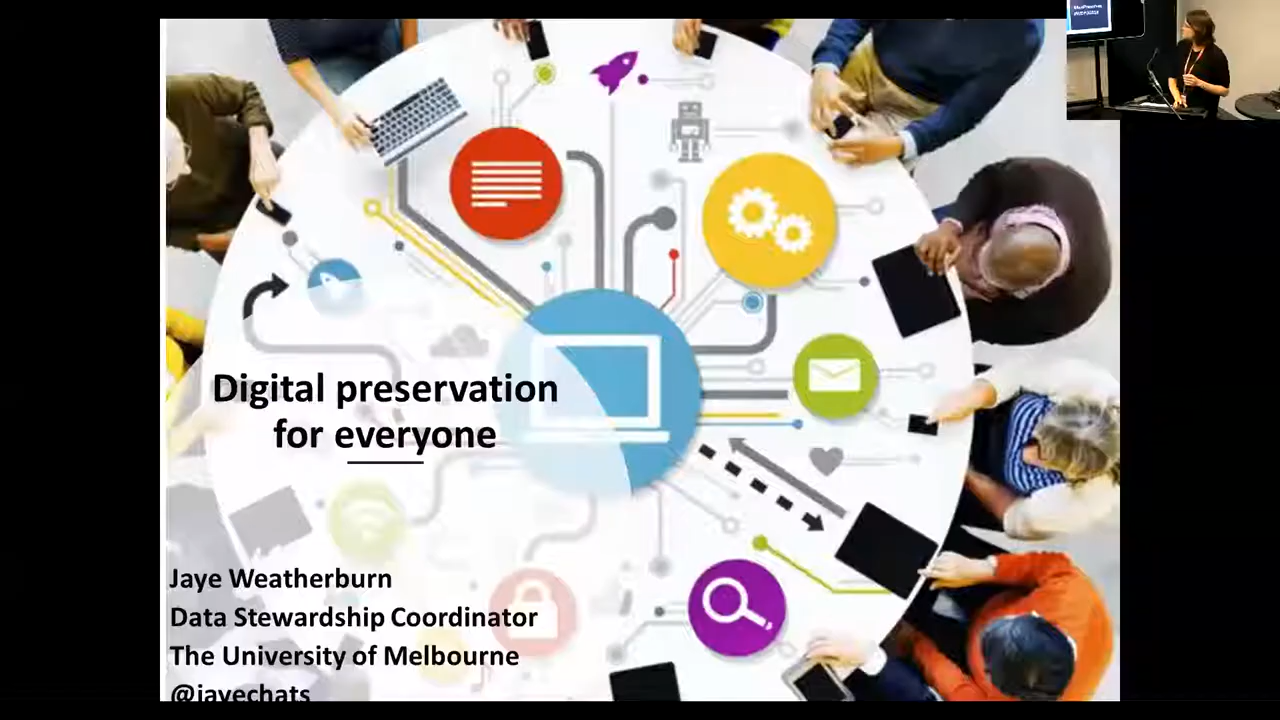 Digital preservation
for everyone
Jaye Weatherburn
Data Stewardship Coordinator
The University of Melbourne
@jayechats